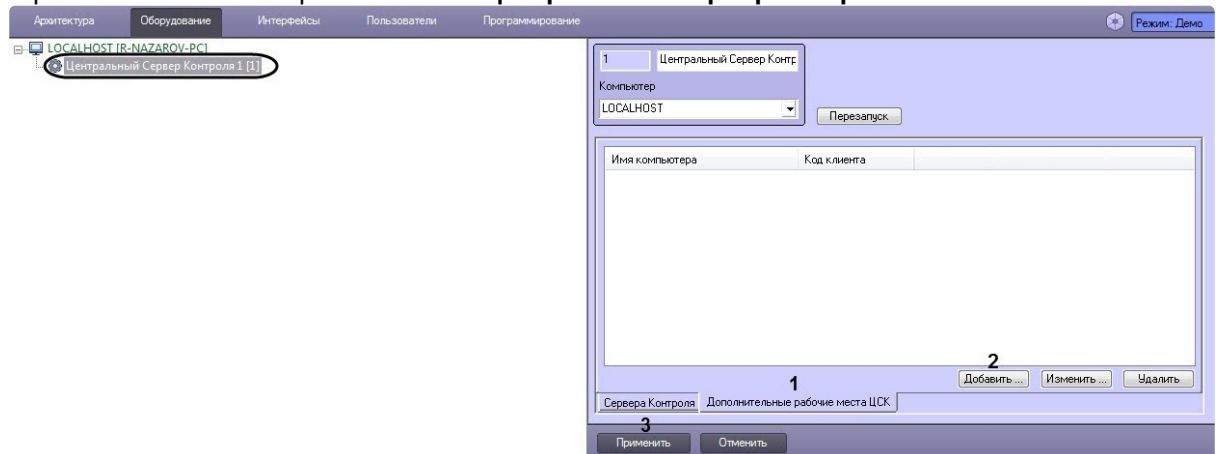 Архитектура Оборудование Интерфейсы Пользователи Программирование Режим: Демо
LOCALHOST [R-NAZAROV-PC]
Центральный Сервер Контроля 1 [1]
1 Центральный Сервер Контр
Компьютер
LOCALHOST
Перезапуск
Имя компьютера Код клиента
2
Добавить ... Изменить ... Удалить
1
Сервера Контроля Дополнительные рабочие места ЦСК
3
Применить Отменить